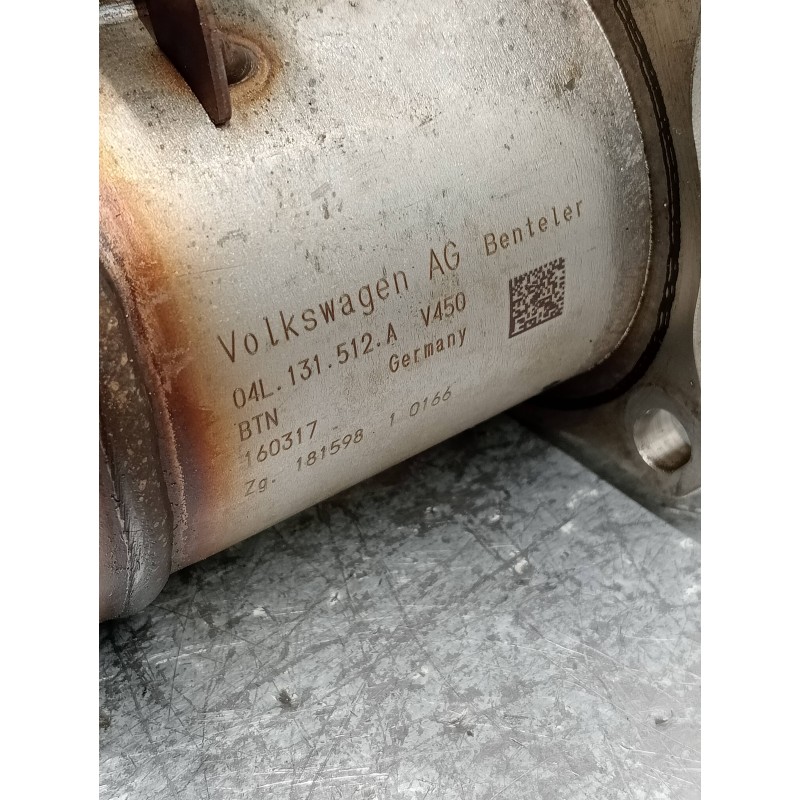 Volkswagen AG Benteler
04L.131.512.A V450
BTN Germany
160317
Zg. 181598 1 0166